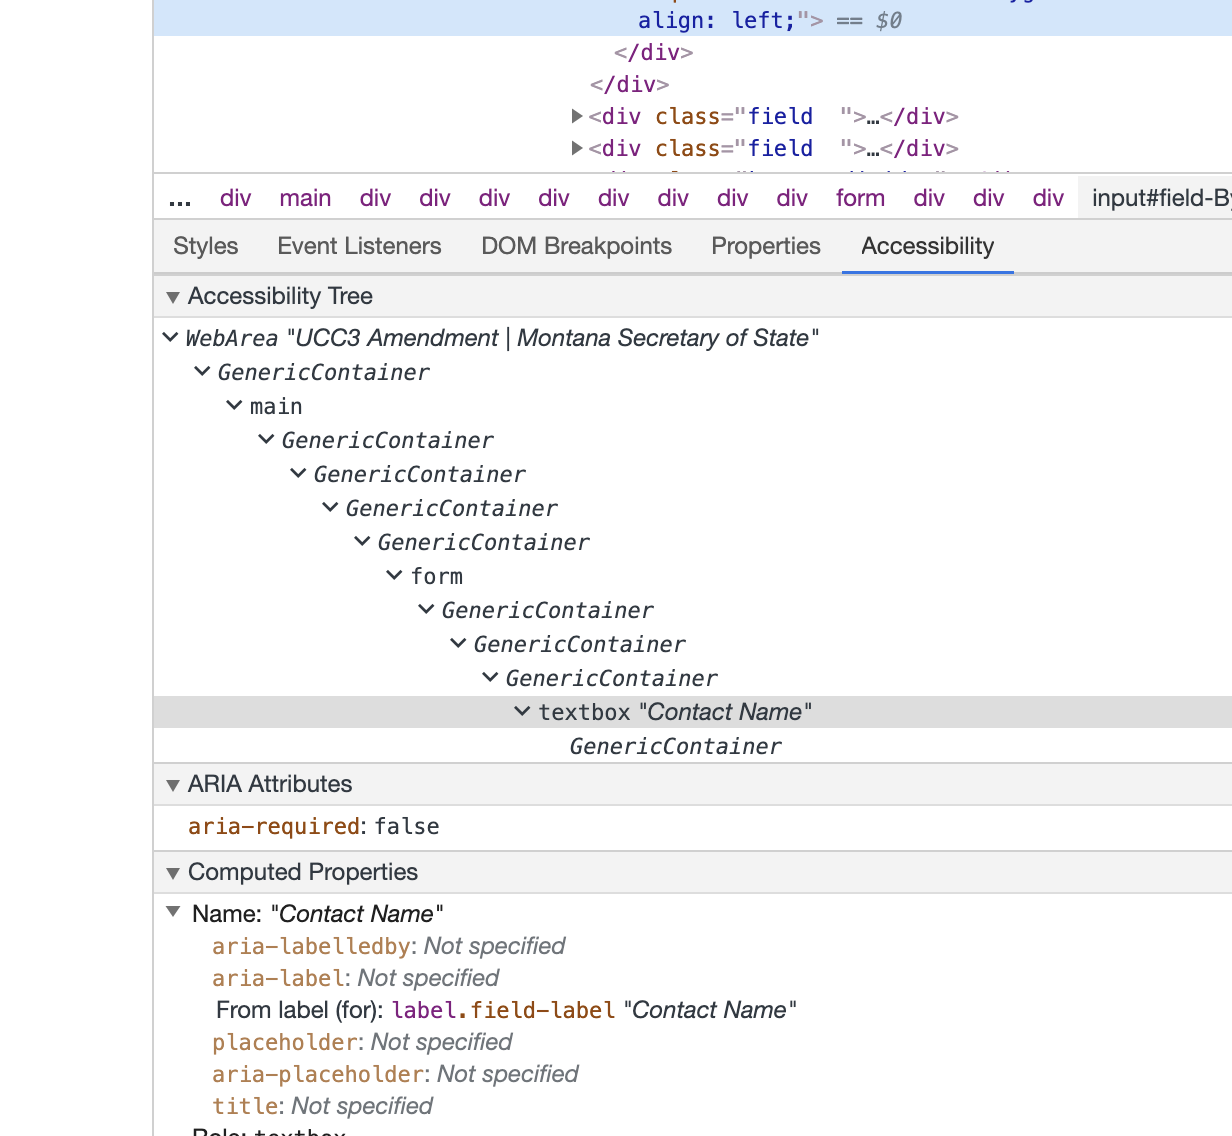 align: left;"> == $0
</div>
</div>
<div class="field  ">…</div>
<div class="field  ">…</div>
... div main div div div div div div div div form div div div input#field-By
Styles Event Listeners DOM Breakpoints Properties Accessibility
Accessibility Tree
WebArea "UCC3 Amendment | Montana Secretary of State"
GenericContainer
main
GenericContainer
GenericContainer
GenericContainer
GenericContainer
form
GenericContainer
GenericContainer
GenericContainer
textbox "Contact Name"
GenericContainer
ARIA Attributes
aria-required: false
Computed Properties
Name: "Contact Name"
aria-labelledby: Not specified
aria-label: Not specified
From label (for): label.field-label "Contact Name"
placeholder: Not specified
aria-placeholder: Not specified
title: Not specified
Role: textbox